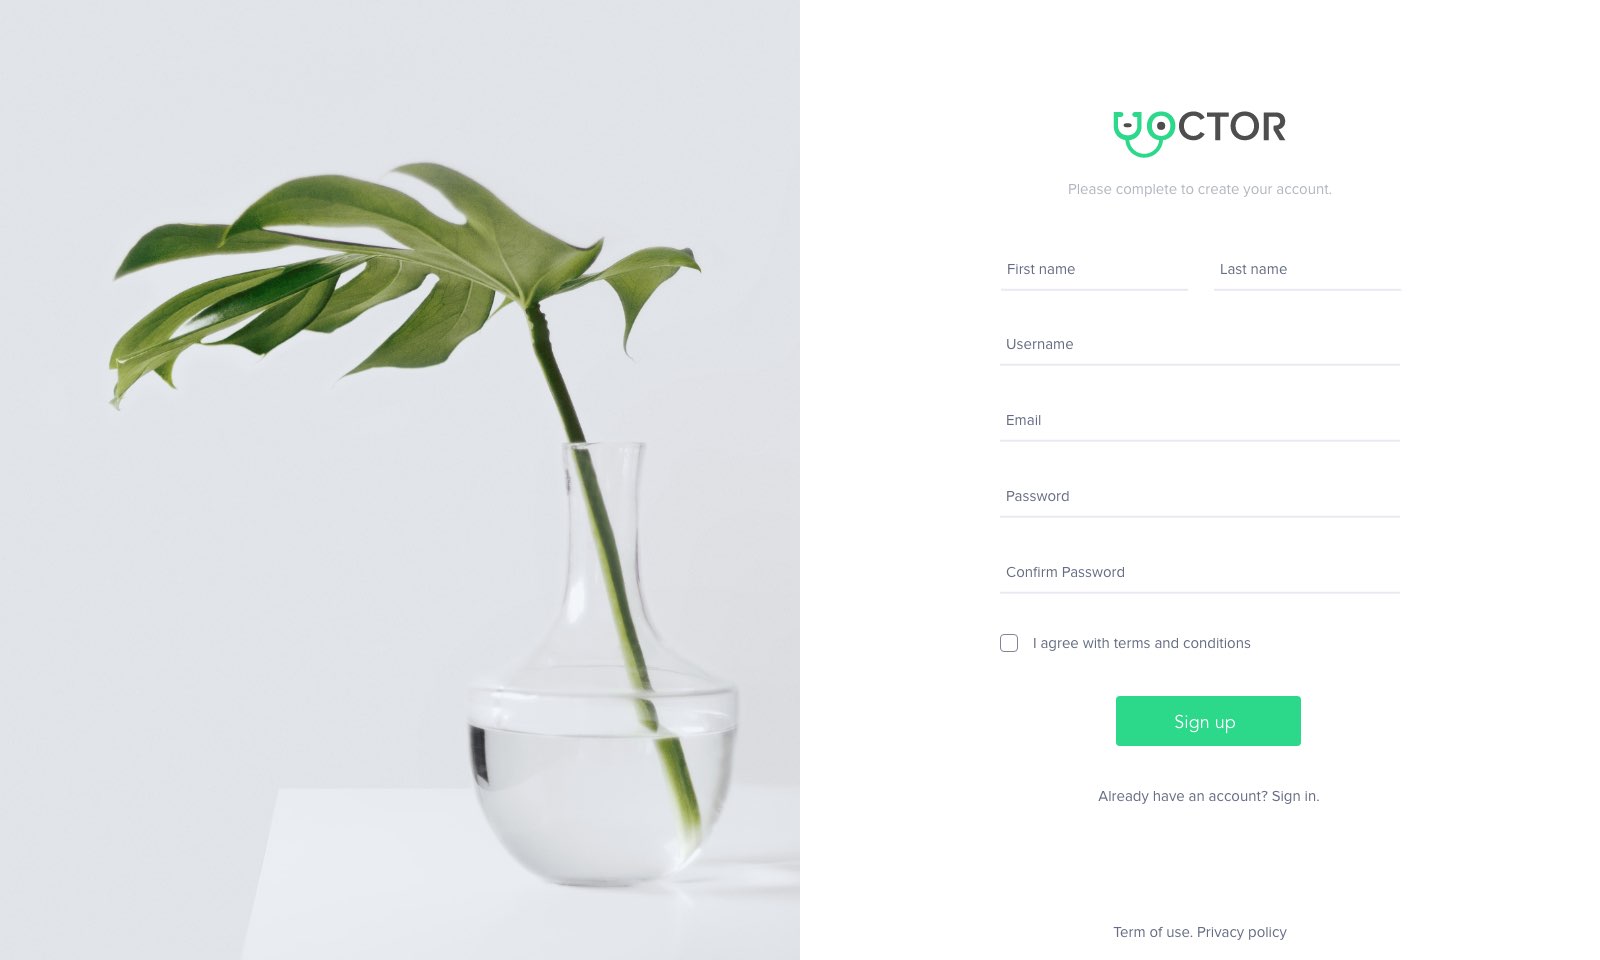 UOCTOR
Please complete to create your account.
First name Last name
Username
Email
Password
Confirm Password
I agree with terms and conditions
Sign up
Already have an account? Sign in.
Term of use. Privacy policy